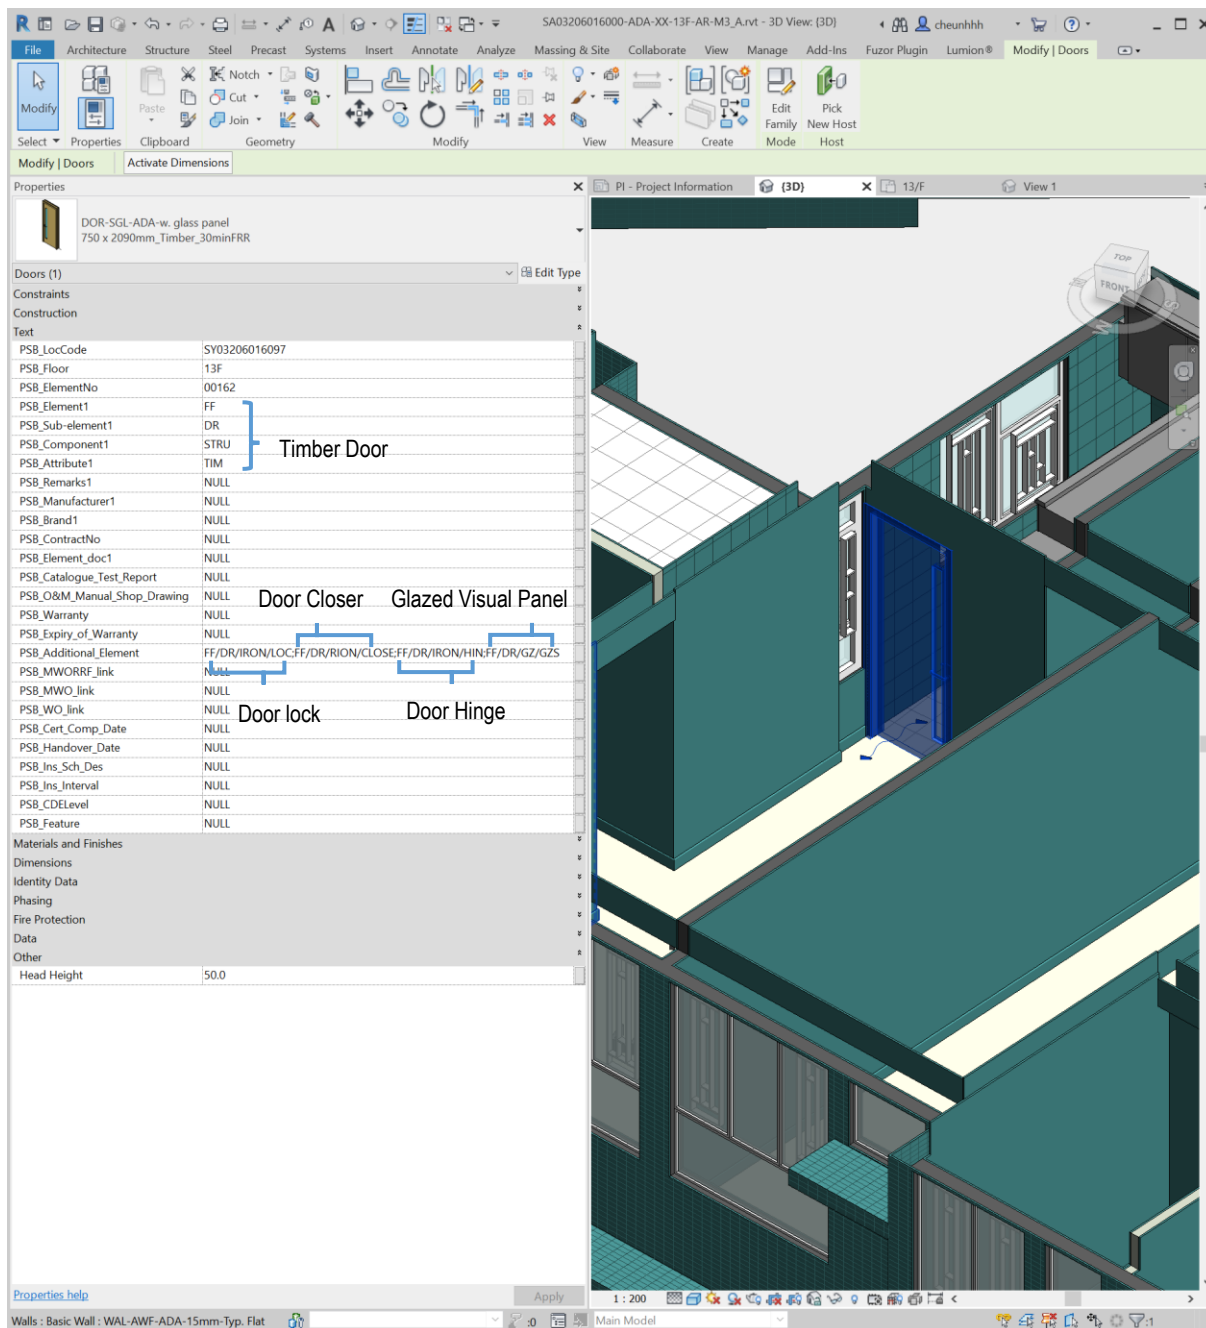 SA03206016000-ADA-XX-13F-AR-M3_A.rvt - 3D View: {3D}
cheunhhh
File Architecture Structure Steel Precast Systems Insert Annotate Analyze Massing & Site Collaborate View Manage Add-Ins Fuzor Plugin Lumion® Modify | Doors
Notch
Cut
Join
Modify
Paste
Edit Family
Pick New Host
Select Properties Clipboard Geometry Modify View Measure Create Mode Host
Modify | Doors Activate Dimensions
Properties
PI - Project Information {3D} 13/F View 1
DOR-SGL-ADA-w. glass panel
750 x 2090mm_Timber_30minFRR
Doors (1) Edit Type
Constraints
Construction
Text
PSB_LocCode SY03206016097
PSB_Floor 13F
PSB_ElementNo 00162
PSB_Element1 FF
PSB_Sub-element1 DR
PSB_Component1 STRU
Timber Door
PSB_Attribute1 TIM
PSB_Remarks1 NULL
PSB_Manufacturer1 NULL
PSB_Brand1 NULL
PSB_ContractNo NULL
PSB_Element_doc1 NULL
PSB_Catalogue_Test_Report NULL
PSB_O&M_Manual_Shop_Drawing NULL
Door Closer Glazed Visual Panel
PSB_Warranty NULL
PSB_Expiry_of_Warranty NULL
PSB_Additional_Element FF/DR/IRON/LOC;FF/DR/RION/CLOSE;FF/DR/IRON/HIN;FF/DR/GZ/GZS
PSB_MWORRF_link NULL
PSB_MWO_link NULL
PSB_WO_link NULL
Door lock Door Hinge
PSB_Cert_Comp_Date NULL
PSB_Handover_Date NULL
PSB_Ins_Sch_Des NULL
PSB_Ins_Interval NULL
PSB_CDELevel NULL
PSB_Feature NULL
Materials and Finishes
Dimensions
Identity Data
Phasing
Fire Protection
Data
Other
Head Height 50.0
TOP
FRONT
W
S
Properties help Apply
1 : 200
Walls : Basic Wall : WAL-AWF-ADA-15mm-Typ. Flat :0 Main Model :1